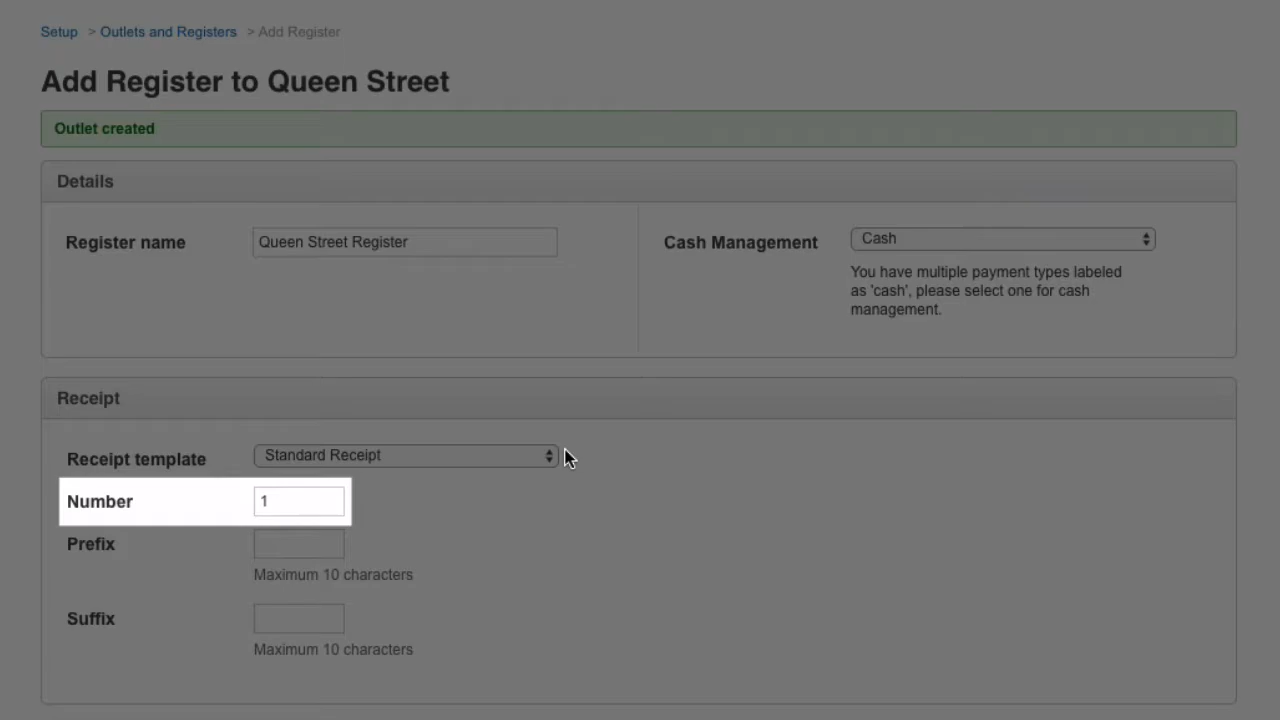 Setup > Outlets and Registers > Add Register
Add Register to Queen Street
Outlet created
Details
Register name
Queen Street Register
Cash Management
Cash
You have multiple payment types labeled
as 'cash', please select one for cash
management.
Receipt
Receipt template
Standard Receipt
Number
1
Prefix
Maximum 10 characters
Suffix
Maximum 10 characters